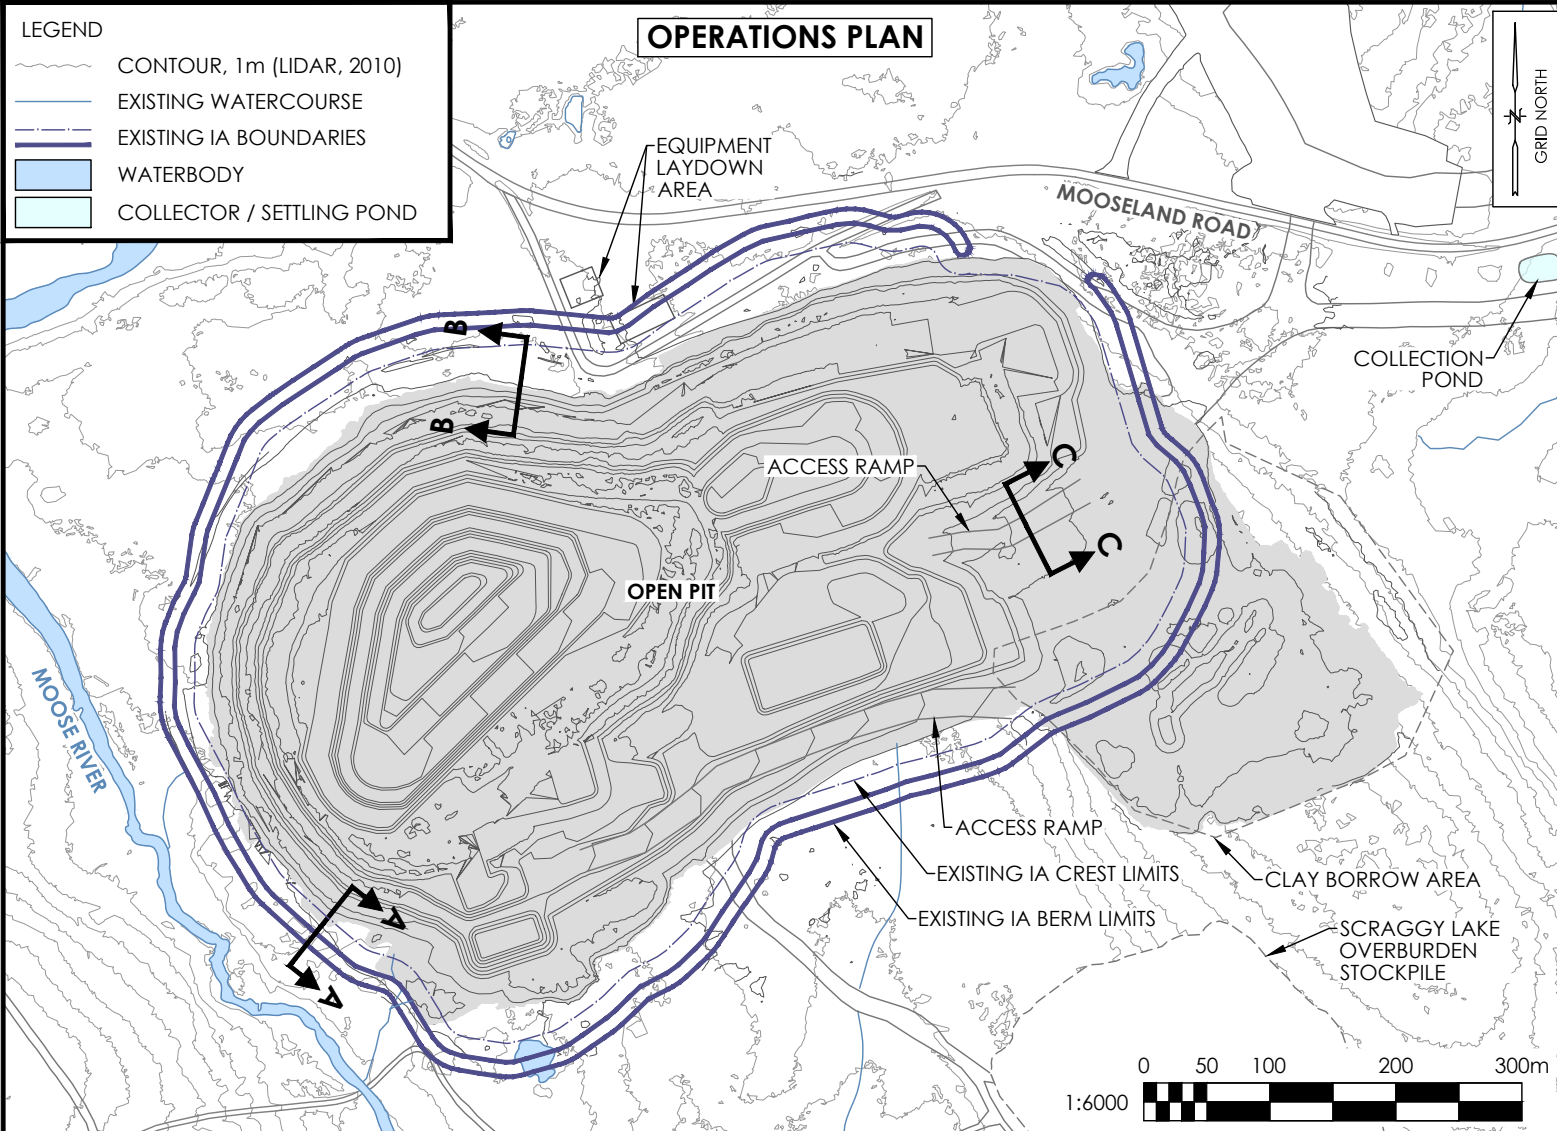 LEGEND
CONTOUR, 1m (LIDAR, 2010)
EXISTING WATERCOURSE
EXISTING IA BOUNDARIES
WATERBODY
COLLECTOR / SETTLING POND
OPERATIONS PLAN
GRID NORTH
N
EQUIPMENT
LAYDOWN
AREA
MOOSELAND ROAD
COLLECTION
POND
B
B
ACCESS RAMP
C
C
OPEN PIT
MOOSE RIVER
ACCESS RAMP
EXISTING IA CREST LIMITS
EXISTING IA BERM LIMITS
CLAY BORROW AREA
SCRAGGY LAKE
OVERBURDEN
STOCKPILE
A
A
0 50 100 200 300m
1:6000